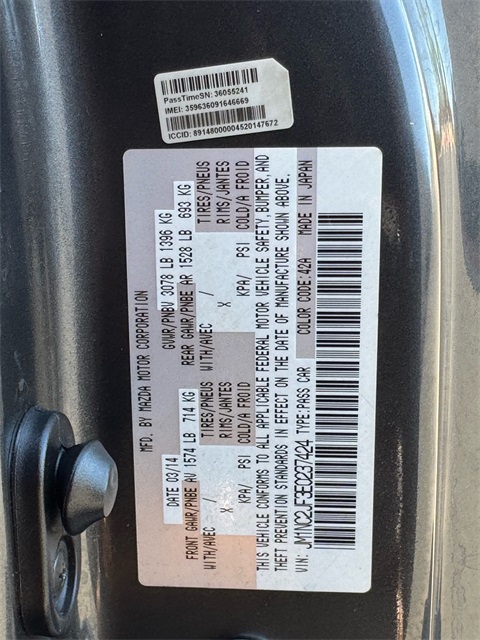 PassTimeSN: 36055241
IMEI: 359636091646669
ICCID: 89148000004520147672
MFD. BY MAZDA MOTOR CORPORATION
DATE 03/14 GVWR/PNBV 3078 LB 1396 KG
FRONT GAWR/PNBE AV 1574 LB 714 KG REAR GAWR/PNBE AR 1528 LB 693 KG
WITH/AVEC TIRES/PNEUS WITH/AVEC / TIRES/PNEUS
X RIMS/JANTES X RIMS/JANTES
KPA/ PSI COLD/A FROID KPA/ PSI COLD/A FROID
THIS VEHICLE CONFORMS TO ALL APPLICABLE FEDERAL MOTOR VEHICLE SAFETY, BUMPER, AND
THEFT PREVENTION STANDARDS IN EFFECT ON THE DATE OF MANUFACTURE SHOWN ABOVE.
VIN: JM1NC2JF3E0237424 TYPE:PASS CAR COLOR CODE:42A MADE IN JAPAN